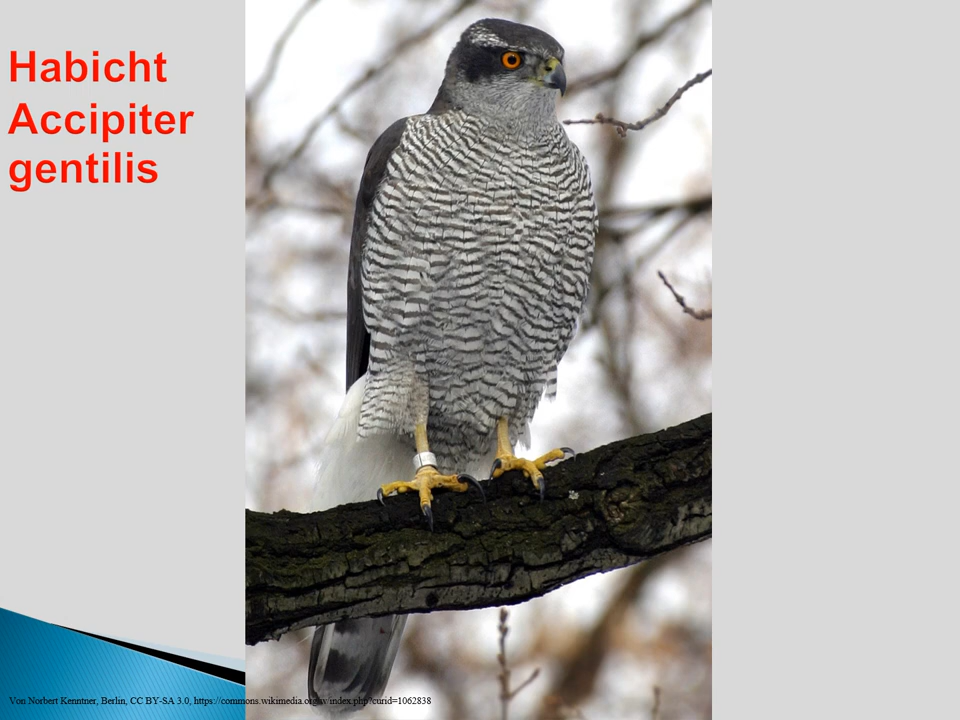 Habicht
Accipiter
gentilis
Von Norbert Kenntner, Berlin, CC BY-SA 3.0, https://commons.wikimedia.org/w/index.php?curid=1062838